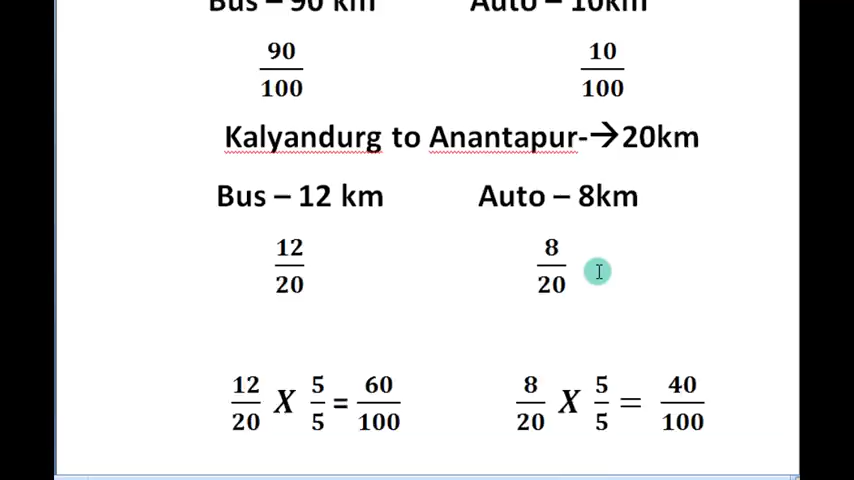 Bus – 90 km Auto – 10km
90/100 10/100
Kalyandurg to Anantapur-→20km
Bus – 12 km Auto – 8km
12/20 8/20
12/20 X 5/5 = 60/100 8/20 X 5/5 = 40/100